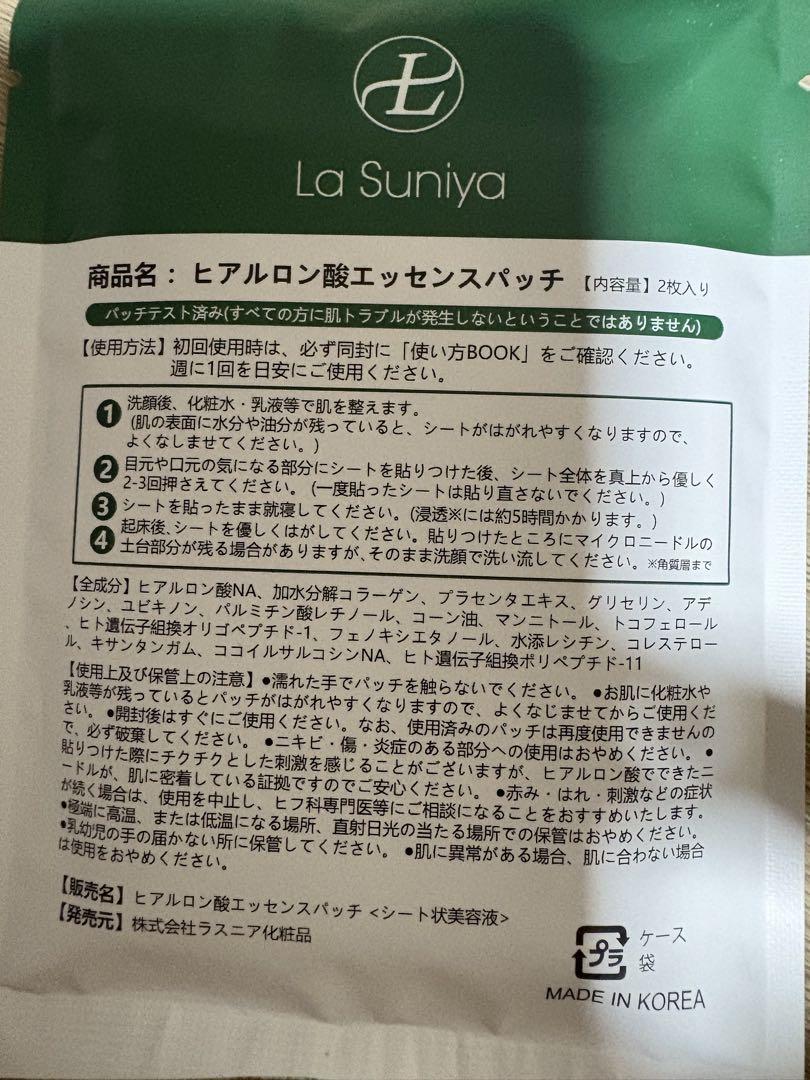 La Suniya
商品名： ヒアルロン酸エッセンスパッチ 【内容量】2枚入り
パッチテスト済み(すべての方に肌トラブルが発生しないということではありません)
【使用方法】初回使用時は、必ず同封に「使い方BOOK」をご確認ください。
週に1回を日安にご使用ください。
1 洗顔後、化粧水・乳液等で肌を整えます。
(肌の表面に水分や油分が残っていると、シートがはがれやすくなりますので、
よくなしませてください。)
2 目元や口元の気になる部分にシートを貼りつけた後、シート全体を真上から優しく
2-3回押さえてください。(一度貼ったシートは貼り直さないでください。)
3 シートを貼ったまま就寝してください。(浸透※には約5時間かかります。)
4 起床後、シートを優しくはがしてください。貼りつけたところにマイクロニードルの
土台部分が残る場合がありますが、そのまま洗顔で洗い流してください。※角質層まで
【全成分】ヒアルロン酸NA、加水分解コラーゲン、プラセンタエキス、グリセリン、アデ
ノシン、ユビキノン、パルミチン酸レチノール、コーン油、マンニトール、トコフェロール
、ヒト遺伝子組換オリゴペプチド-1、フェノキシエタノール、水添レシチン、コレステロー
ル、キサンタンガム、ココイルサルコシンNA、ヒト遺伝子組換ポリペプチド-11
【使用上及び保管上の注意】●濡れた手でパッチを触らないでください。 ●お肌に化粧水や
乳液等が残っているとパッチがはがれやすくなりますので、よくなじませてからご使用くだ
さい。 ●開封後はすぐにご使用ください。なお、使用済みのパッチは再度使用できませんの
で、必ず破棄してください。 ●ニキビ・傷・炎症のある部分への使用はおやめください。 ●
貼りつけた際にチクチクとした刺激を感じることがございますが、ヒアルロン酸でできたニ
ードルが、肌に密着している証拠ですのでご安心ください。 ●赤み・はれ・刺激などの症状
が続く場合は、使用を中止し、ヒフ科専門医等にご相談になることをおすすめいたします。
●極端に高温、または低温になる場所、直射日光の当たる場所での保管はおやめください。
●乳幼児の手の届かない所に保管してください。 ●肌に異常がある場合、肌に合わない場合
は使用をおやめください。
【販売名】ヒアルロン酸エッセンスパッチ <シート状美容液>
【発売元】株式会社ラスニア化粧品
プラ ケース
袋
MADE IN KOREA